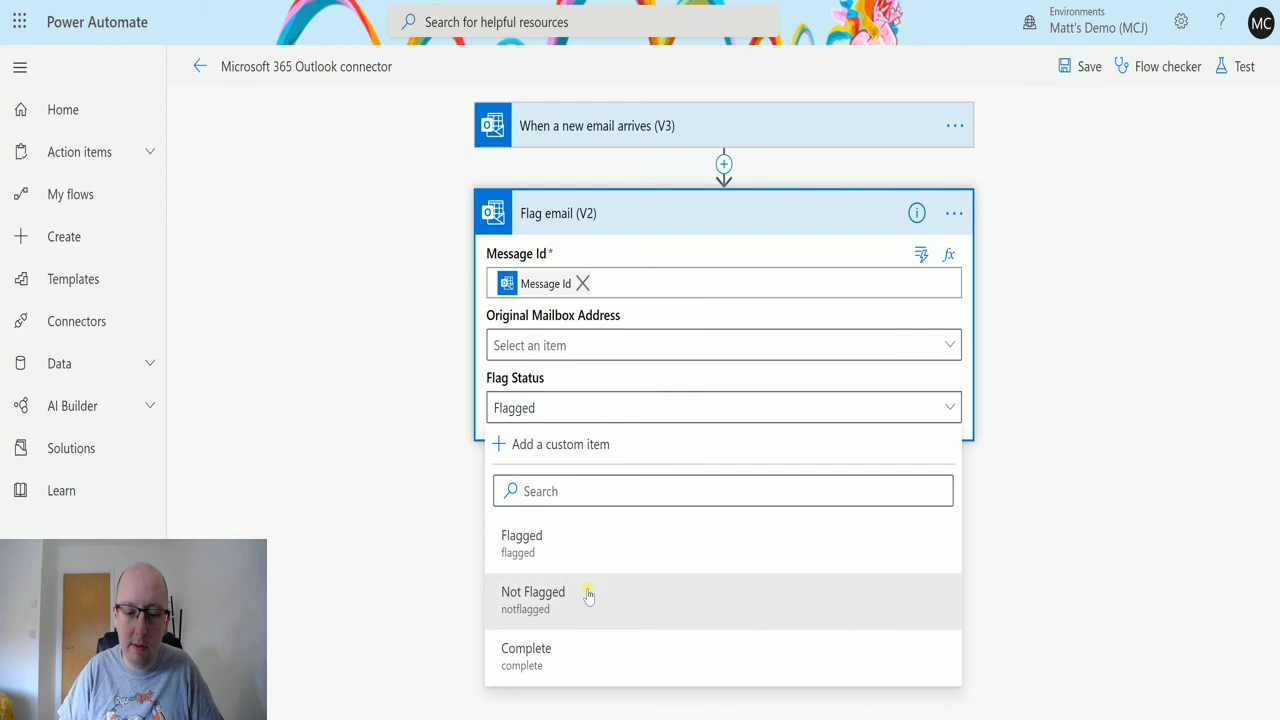 Power Automate
Search for helpful resources
Environments
Matt's Demo (MCJ)
MC
Microsoft 365 Outlook connector
Save
Flow checker
Test
Home
Action items
My flows
Create
Templates
Connectors
Data
AI Builder
Solutions
Learn
When a new email arrives (V3)
Flag email (V2)
Message Id*
fx
Message Id
Original Mailbox Address
Select an item
Flag Status
Flagged
Add a custom item
Search
Flagged
flagged
Not Flagged
notflagged
Complete
complete